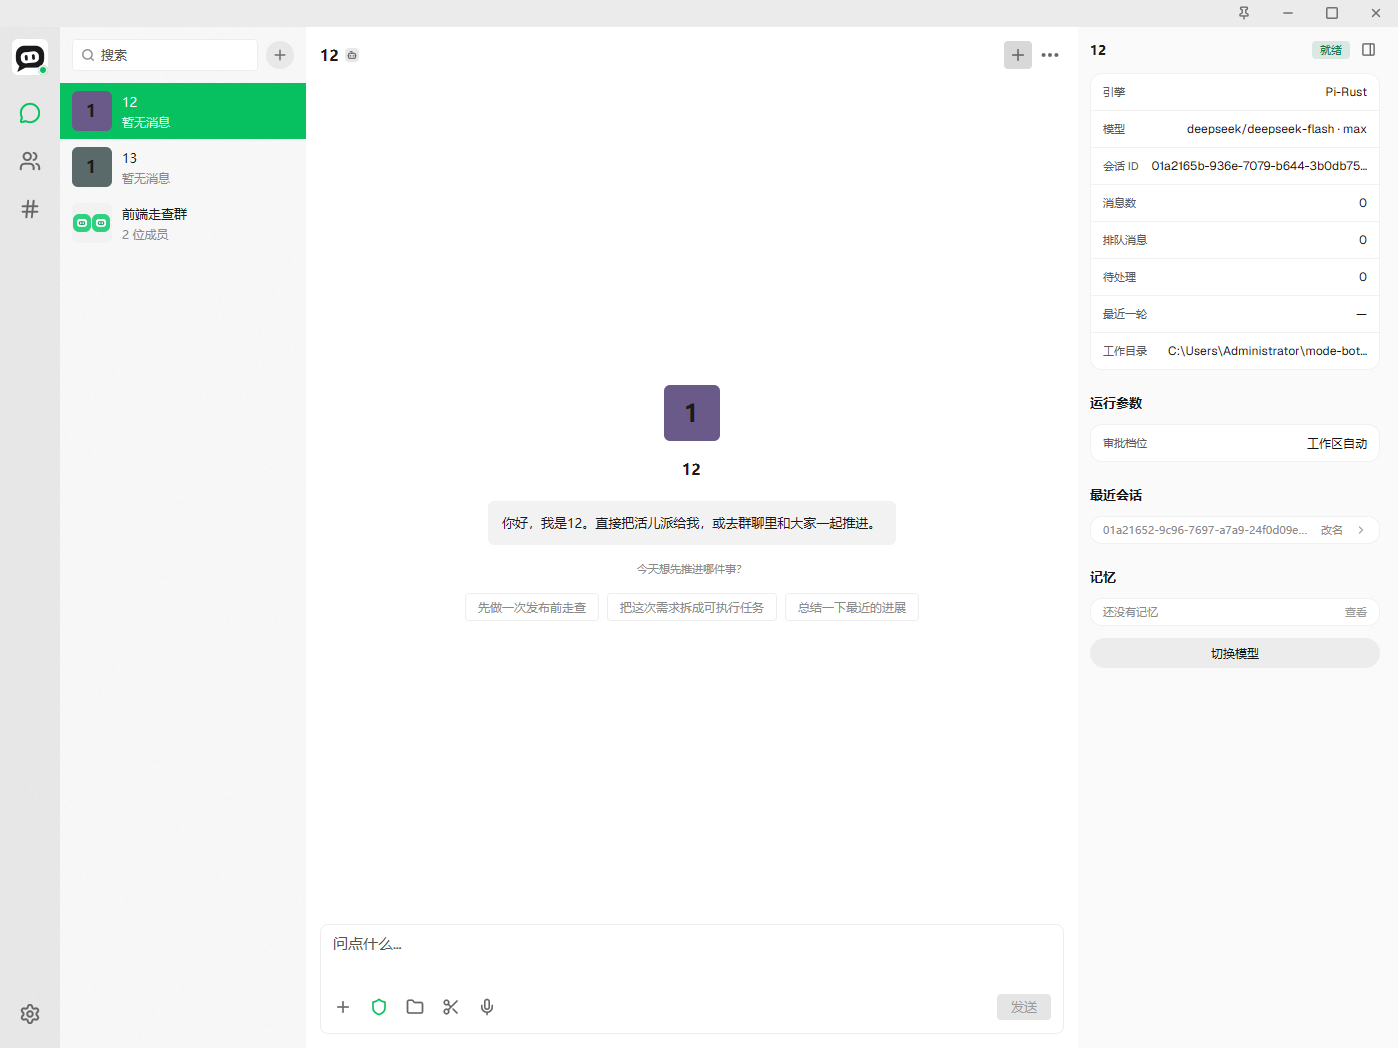 搜索
1
12
暂无消息
1
13
暂无消息
前端走查群
2 位成员
12
1
12
你好，我是12。直接把活儿派给我，或去群聊里和大家一起推进。
今天想先推进哪件事?
先做一次发布前走查
把这次需求拆成可执行任务
总结一下最近的进展
问点什么...
发送
12
就绪
引擎 Pi-Rust
模型 deepseek/deepseek-flash · max
会话 ID 01a2165b-936e-7079-b644-3b0db75...
消息数 0
排队消息 0
待处理 0
最近一轮 —
工作目录 C:\Users\Administrator\mode-bot...
运行参数
审批档位 工作区自动
最近会话
01a21652-9c96-7697-a7a9-24f0d09e... 改名
记忆
还没有记忆 查看
切换模型